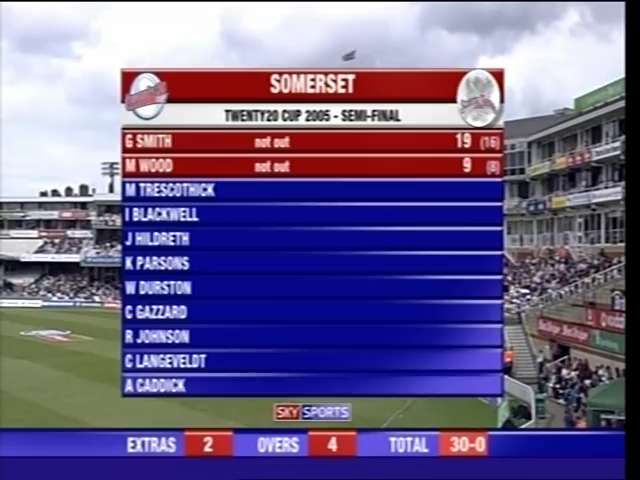 SOMERSET
TWENTY20 CUP 2005 - SEMI-FINAL
G SMITH not out 19 (16)
M WOOD not out 9 (8)
M TRESCOTHICK
I BLACKWELL
J HILDRETH
K PARSONS
W DURSTON
C GAZZARD
R JOHNSON
C LANGEVELDT
A CADDICK
SKY SPORTS
EXTRAS 2 OVERS 4 TOTAL 30-0